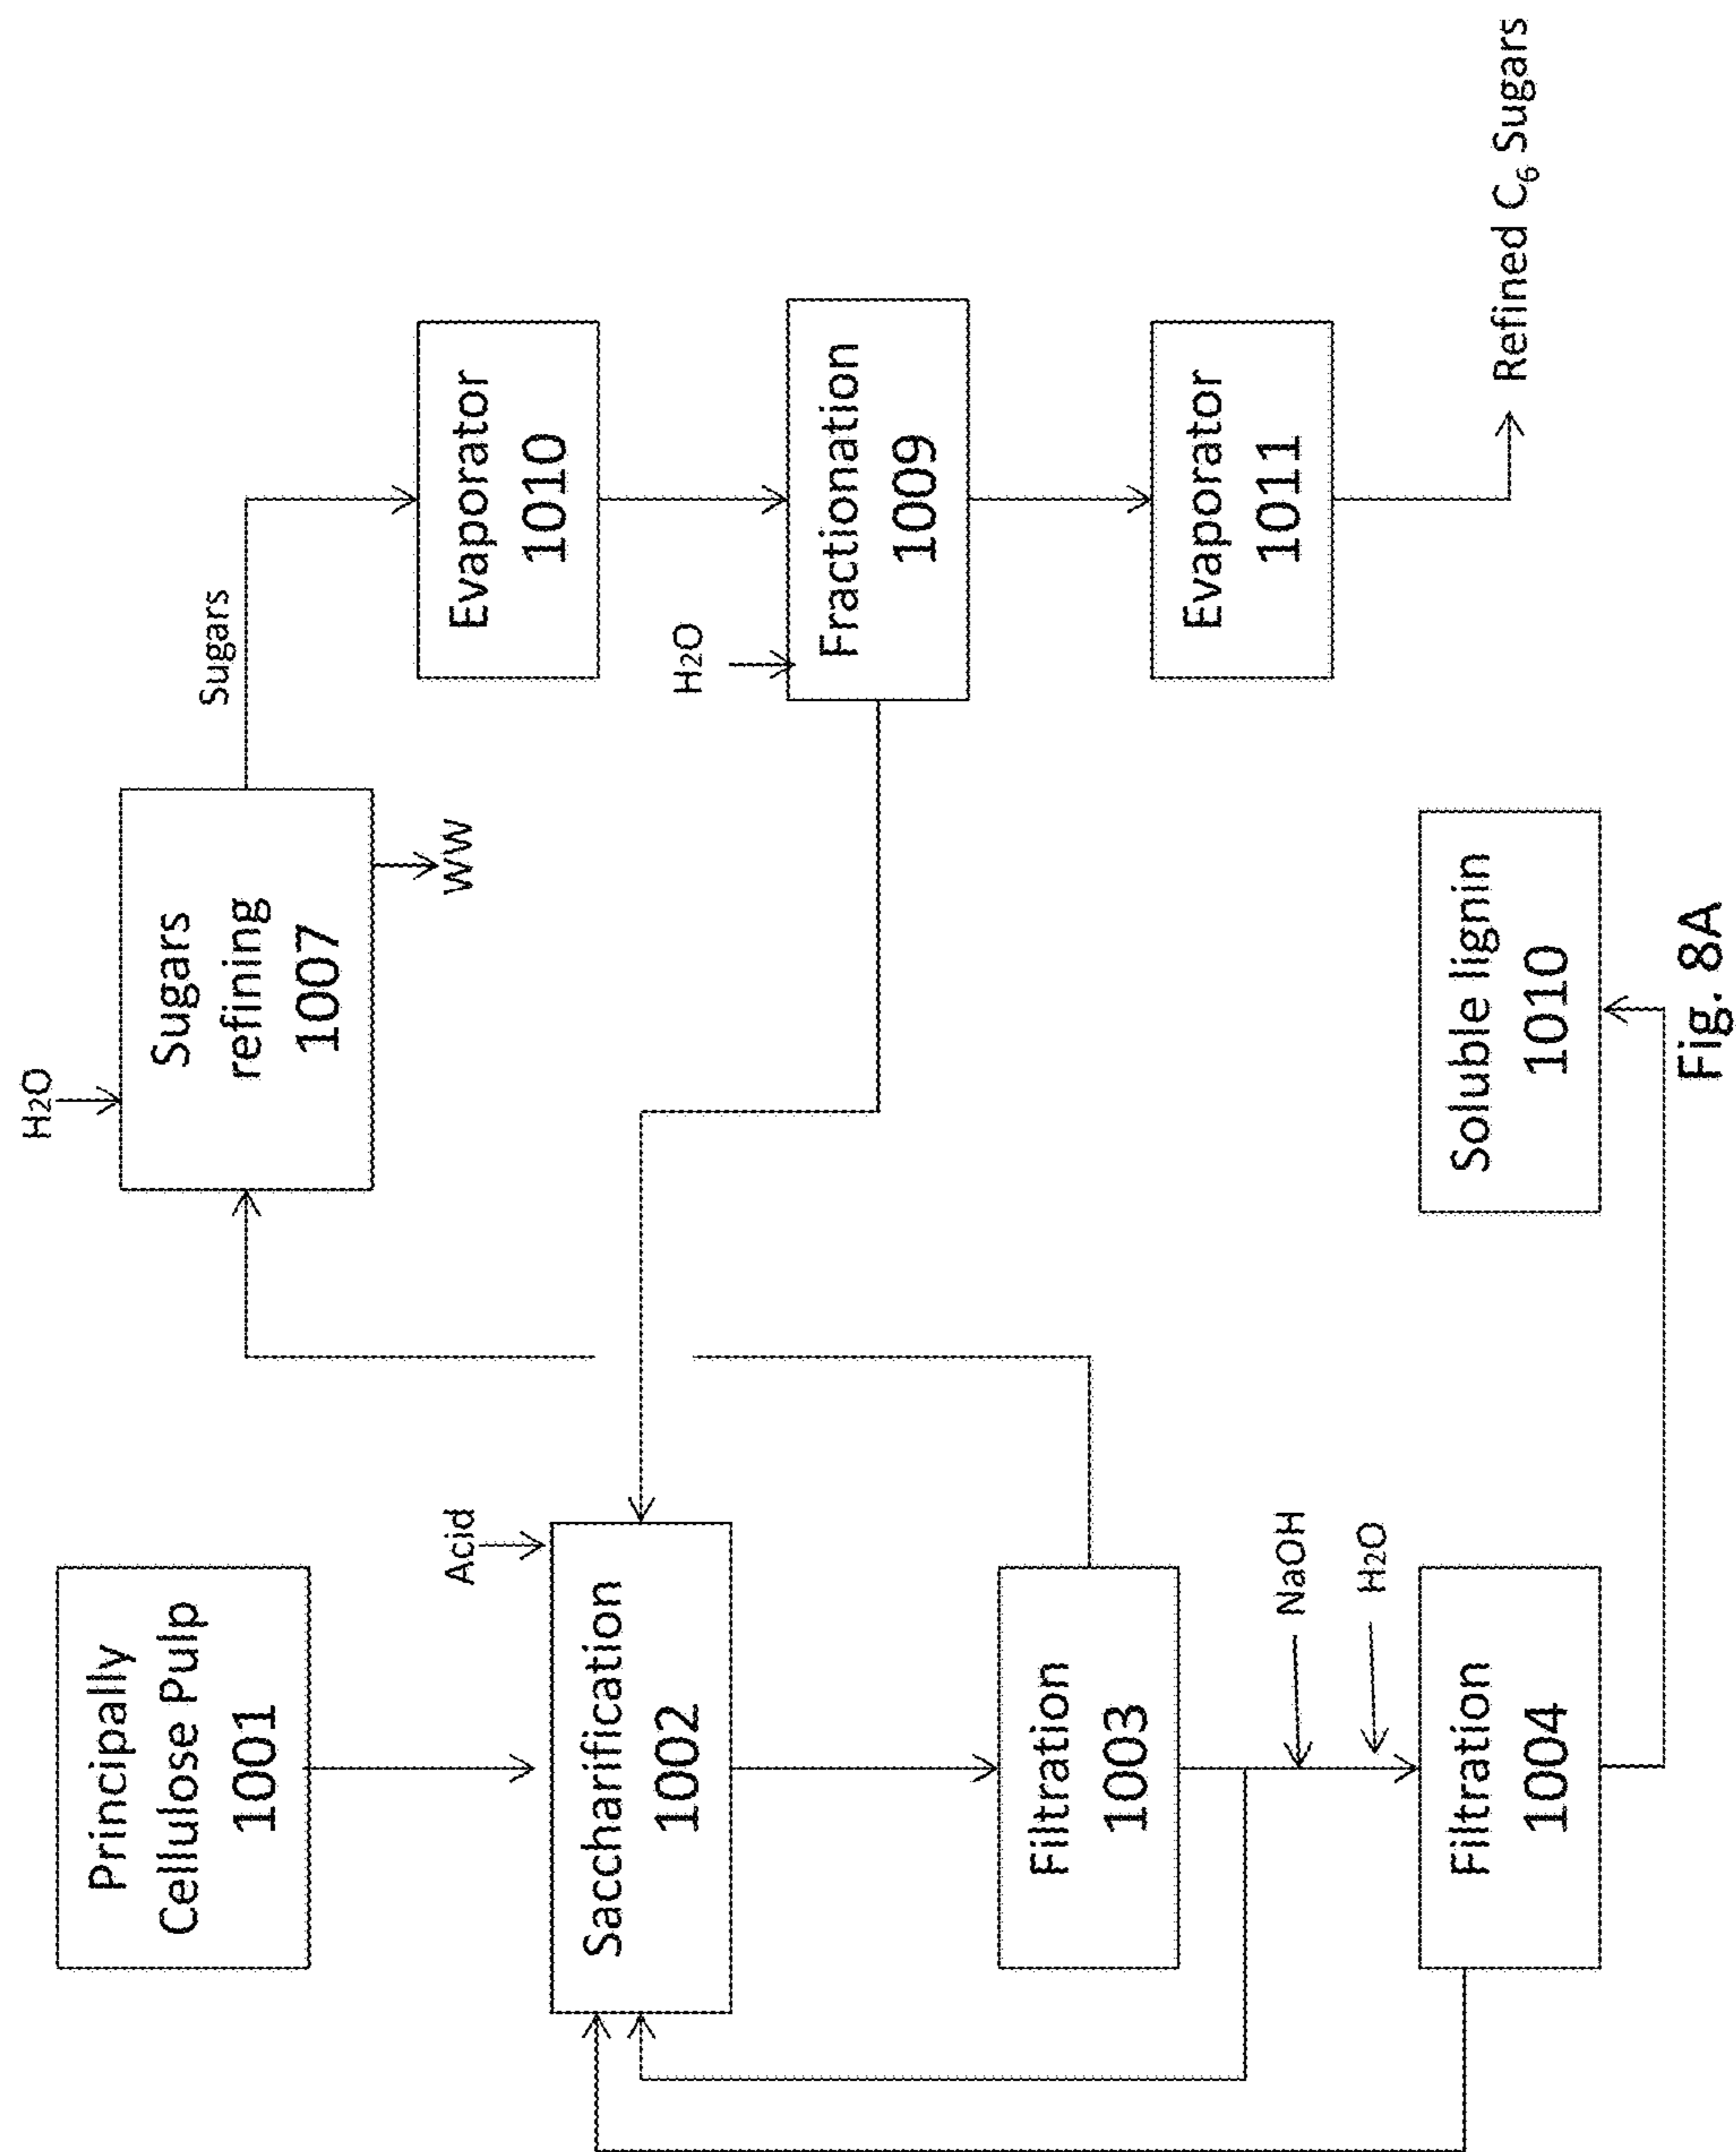 H₂O
Principally
Cellulose Pulp
1001
Sugars
refining
1007
Sugars
WW
Acid
Saccharification
1002
Evaporator
1010
H₂O
Filtration
1003
Fractionation
1009
NaOH
H₂O
Filtration
1004
Soluble lignin
1010
Evaporator
1011
Refined C₆ Sugars
Fig. 8A